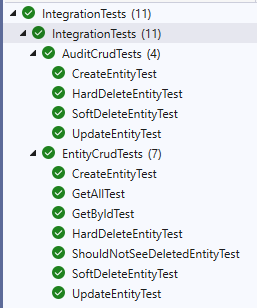 IntegrationTests (11)
IntegrationTests (11)
AuditCrudTests (4)
CreateEntityTest
HardDeleteEntityTest
SoftDeleteEntityTest
UpdateEntityTest
EntityCrudTests (7)
CreateEntityTest
GetAllTest
GetByIdTest
HardDeleteEntityTest
ShouldNotSeeDeletedEntityTest
SoftDeleteEntityTest
UpdateEntityTest